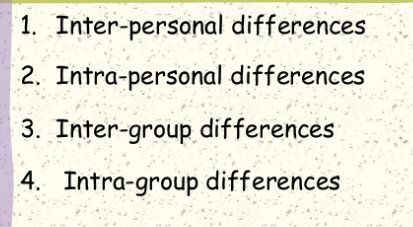 1. Inter-personal differences
2. Intra-personal differences
3. Inter-group differences
4. Intra-group differences